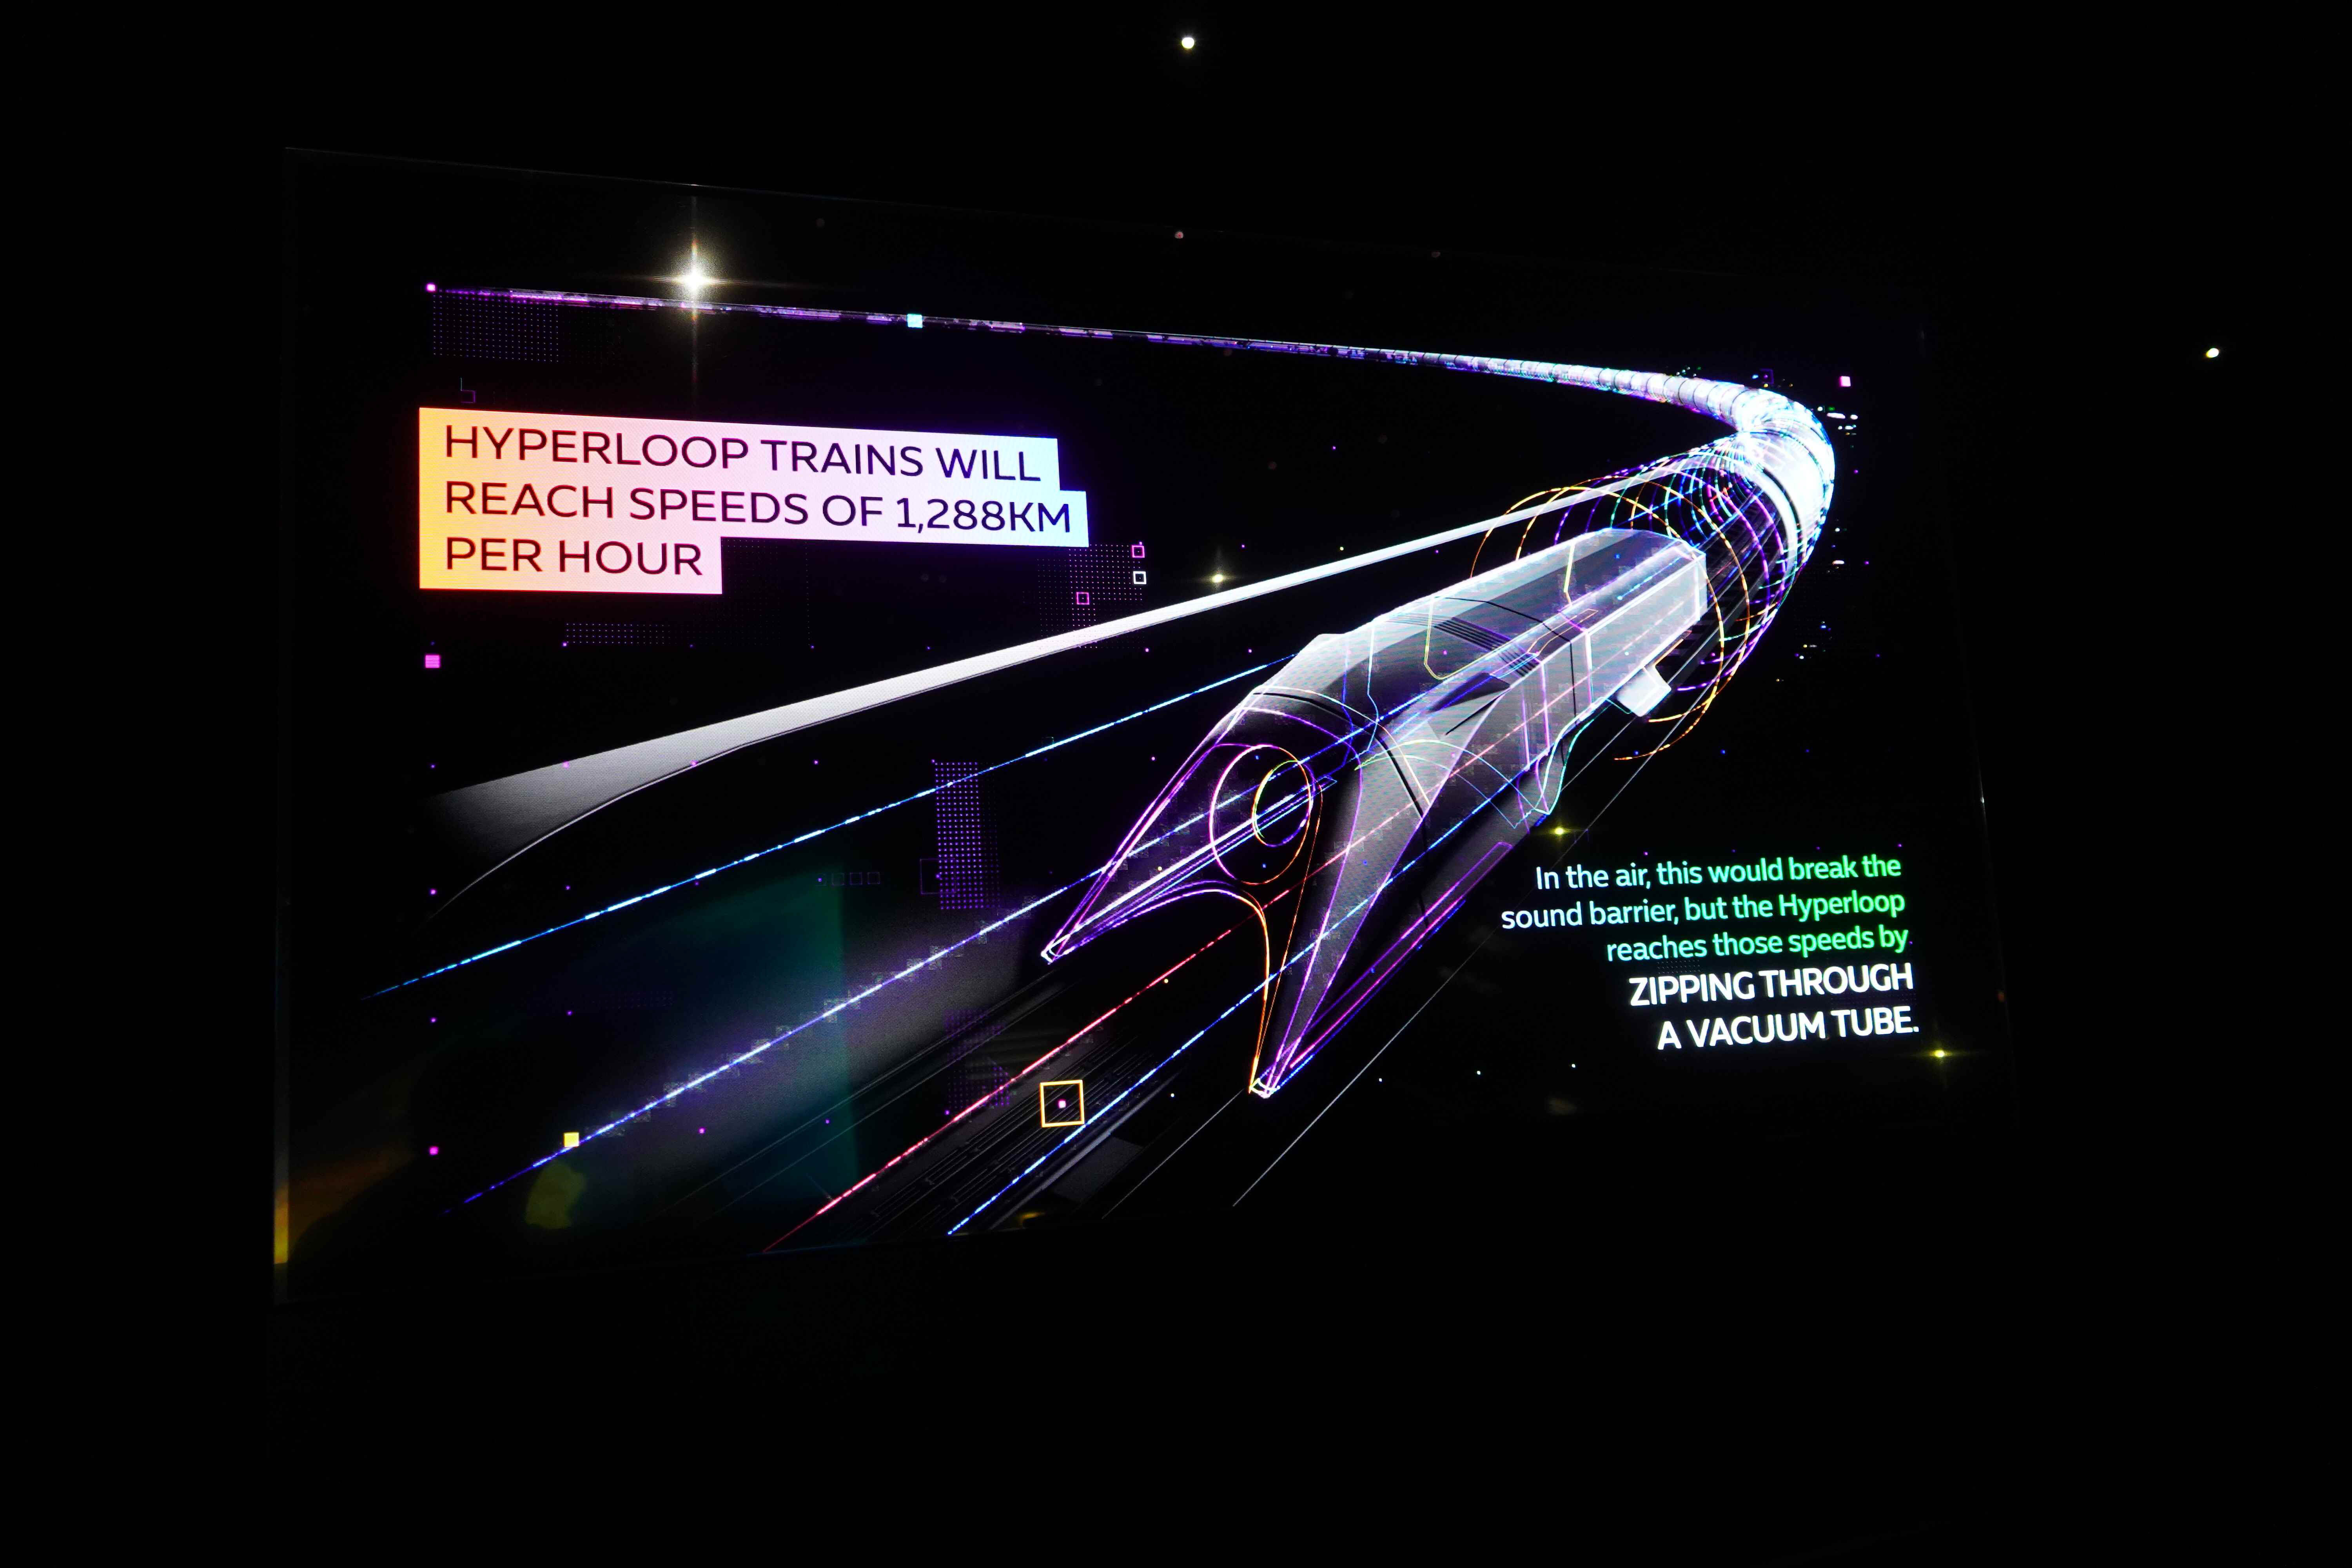 HYPERLOOP TRAINS WILL
REACH SPEEDS OF 1,288KM
PER HOUR
In the air, this would break the
sound barrier, but the Hyperloop
reaches those speeds by
ZIPPING THROUGH
A VACUUM TUBE.